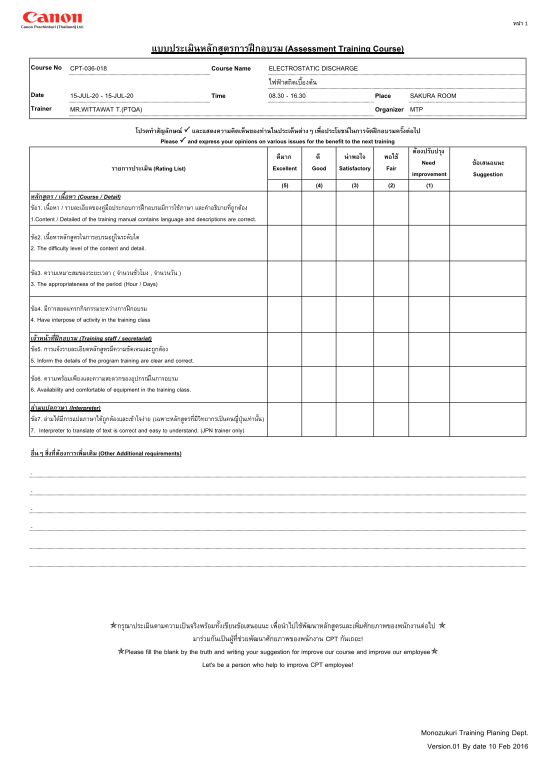 Canon
Canon Prachinburi (Thailand) Ltd.
หน้า 1
แบบประเมินหลักสูตรการฝึกอบรม (Assessment Training Course)
Course No CPT-036-018 Course Name ELECTROSTATIC DISCHARGE
ไฟฟ้าสถิตเบื้องต้น
Date 15-JUL-20 - 15-JUL-20 Time 08.30 - 16.30 Place SAKURA ROOM
Trainer MR.WITTAWAT T.(PTQA) Organizer MTP
โปรดทำสัญลักษณ์ ✓ และแสดงความคิดเห็นของท่านในประเด็นต่าง ๆ เพื่อประโยชน์ในการจัดฝึกอบรมครั้งต่อไป
Please ✓ and express your opinions on various issues for the benefit to the next training
รายการประเมิน (Rating List) ดีมาก Excellent (5) ดี Good (4) น่าพอใจ Satisfactory (3) พอใช้ Fair (2) ต้องปรับปรุง Need improvement (1) ข้อเสนอแนะ Suggestion
หลักสูตร / เนื้อหา (Course / Detail)
ข้อ1. เนื้อหา / รายละเอียดของคู่มือประกอบการฝึกอบรมมีการใช้ภาษา และคำอธิบายที่ถูกต้อง
1.Content / Detailed of the training manual contains language and descriptions are correct.
ข้อ2. เนื้อหาหลักสูตรในการอบรมอยู่ในระดับใด
2. The difficulty level of the content and detail.
ข้อ3. ความเหมาะสมของระยะเวลา ( จำนวนชั่วโมง , จำนวนวัน )
3. The appropriateness of the period (Hour / Days)
ข้อ4. มีการสอดแทรกกิจกรรมระหว่างการฝึกอบรม
4. Have interpose of activity in the training class
เจ้าหน้าที่ฝึกอบรม (Training staff / secretariat)
ข้อ5. การแจ้งรายละเอียดหลักสูตรมีความชัดเจนและถูกต้อง
5. Inform the details of the program training are clear and correct.
ข้อ6. ความพร้อมเพียงและความสะดวกของอุปกรณ์ในการอบรม
6. Availability and comfortable of equipment in the training class.
ล่ามแปลภาษา (Interpreter)
ข้อ7. ล่ามได้มีการแปลภาษาได้ถูกต้องและเข้าใจง่าย (เฉพาะหลักสูตรที่มีวิทยากรเป็นคนญี่ปุ่นเท่านั้น)
7. Interpreter to translate of text is correct and easy to understand. (JPN trainer only)
อื่น.ๆ สิ่งที่ต้องการเพิ่มเติม (Other Additional requirements)
-
-
-
-
★กรุณาประเมินตามความเป็นจริงพร้อมทั้งเขียนข้อเสนอแนะ เพื่อนำไปใช้พัฒนาหลักสูตรและเพิ่มศักยภาพของพนักงานต่อไป ★
มาร่วมกันเป็นผู้ที่ช่วยพัฒนาศักยภาพของพนักงาน CPT กันเถอะ!
★Please fill the blank by the truth and writing your suggestion for improve our course and improve our employee★
Let's be a person who help to improve CPT employee!
Monozukuri Training Planing Dept.
Version.01 By date 10 Feb 2016